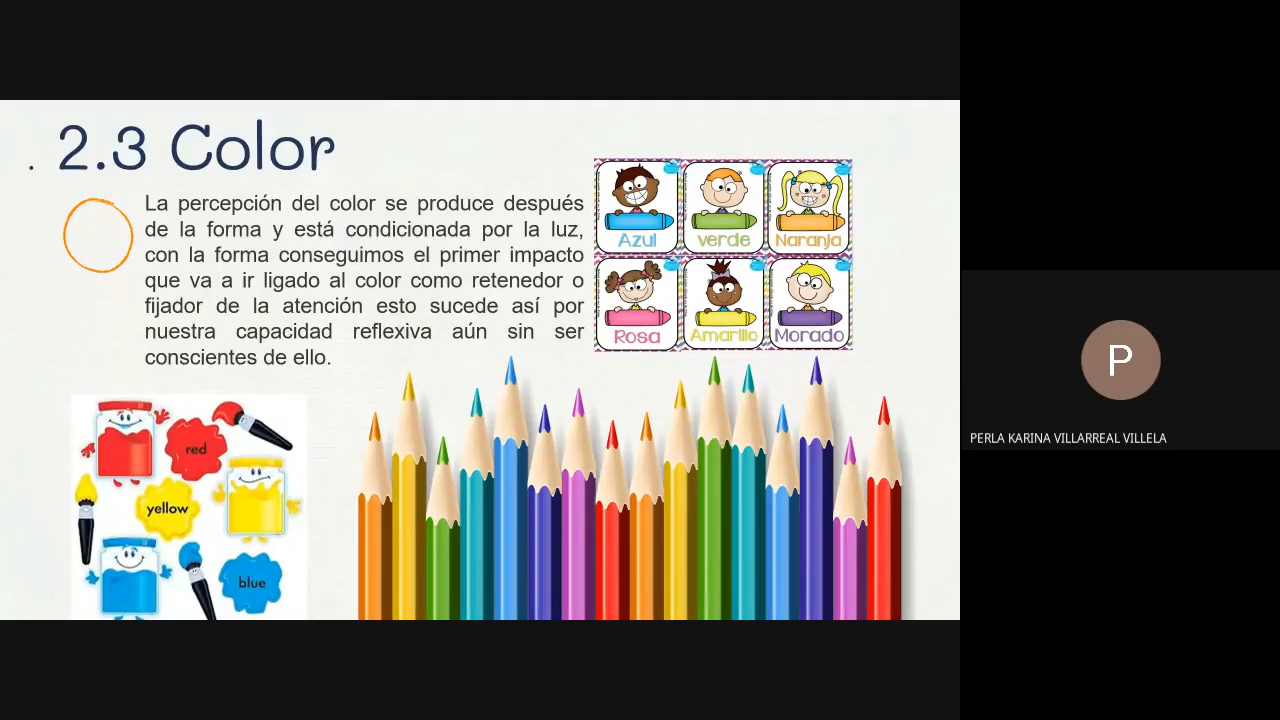 . 2.3 Color
La percepción del color se produce después
de la forma y está condicionada por la luz,
con la forma conseguimos el primer impacto
que va a ir ligado al color como retenedor o
fijador de la atención esto sucede así por
nuestra capacidad reflexiva aún sin ser
conscientes de ello.
Azul verde Naranja
Rosa Amarillo Morado
red
yellow
blue
P
PERLA KARINA VILLARREAL VILLELA